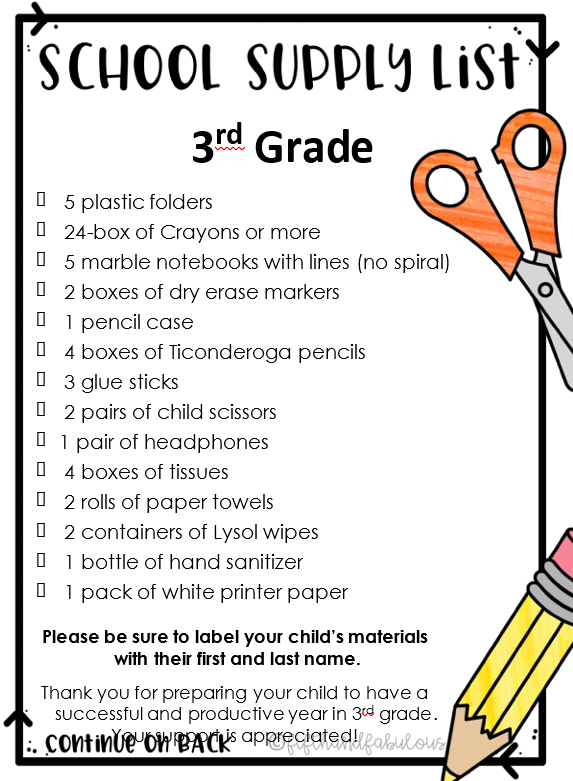 SCHOOL SUPPLY LIST
3rd Grade
5 plastic folders
24-box of Crayons or more
5 marble notebooks with lines (no spiral)
2 boxes of dry erase markers
1 pencil case
4 boxes of Ticonderoga pencils
3 glue sticks
2 pairs of child scissors
1 pair of headphones
4 boxes of tissues
2 rolls of paper towels
2 containers of Lysol wipes
1 bottle of hand sanitizer
1 pack of white printer paper
Please be sure to label your child's materials
with their first and last name.
Thank you for preparing your child to have a
successful and productive year in 3rd grade.
Your support is appreciated!
continue on BACK